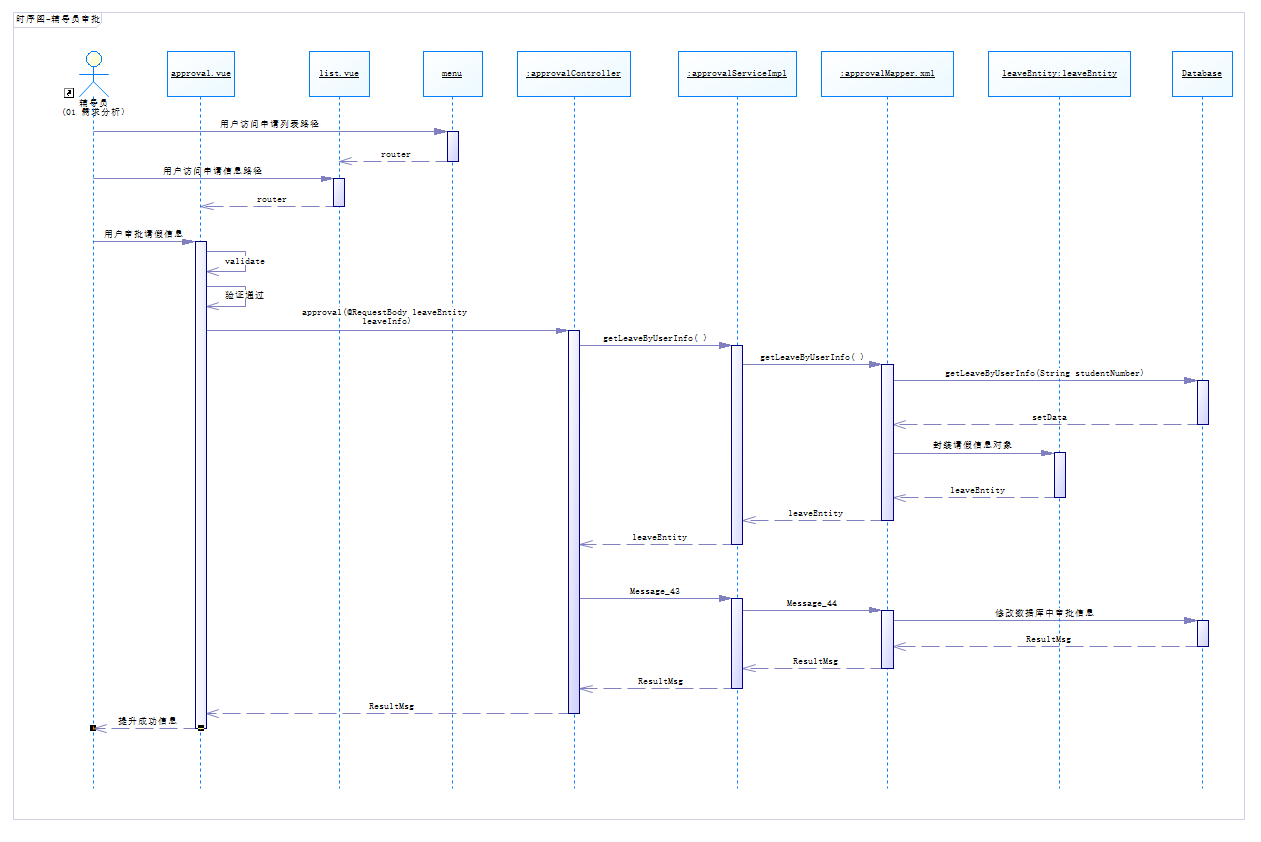 时序图-辅导员审批
approval.vue
list.vue
menu
:approvalController
:approvalServiceImpl
:approvalMapper.xml
leaveEntity:leaveEntity
Database
辅导员
(01 需求分析)
用户访问申请列表路径
router
用户访问申请信息路径
router
用户审批请假信息
validate
验证通过
approval(@RequestBody leaveEntity
leaveInfo)
getLeaveByUserInfo( )
getLeaveByUserInfo( )
getLeaveByUserInfo(String studentNumber)
setData
封装请假信息对象
leaveEntity
leaveEntity
leaveEntity
Message_43
Message_44
修改数据库中审批信息
ResultMsg
ResultMsg
ResultMsg
ResultMsg
提升成功信息